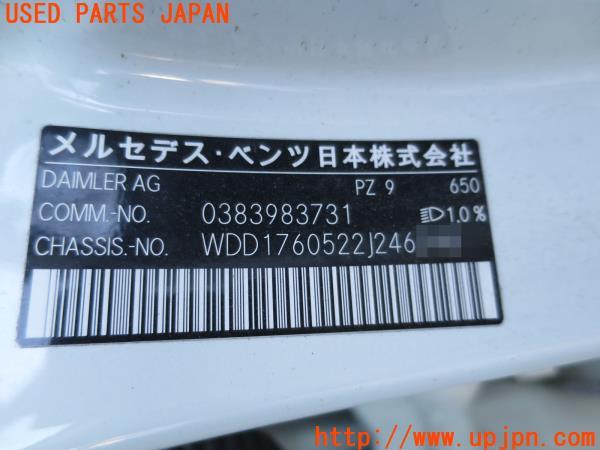 USED PARTS JAPAN
メルセデス・ベンツ日本株式会社
DAIMLER AG PZ 9 650
COMM.-NO. 0383983731 1.0%
CHASSIS.-NO. WDD1760522J246
http://www.upjpn.com/